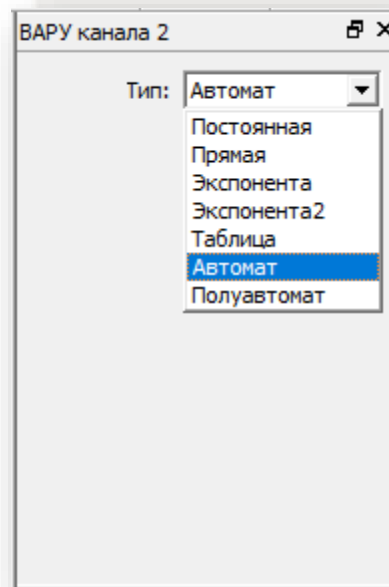 ВАРУ канала 2
Тип: Автомат
Постоянная
Прямая
Экспонента
Экспонента2
Таблица
Автомат
Полуавтомат